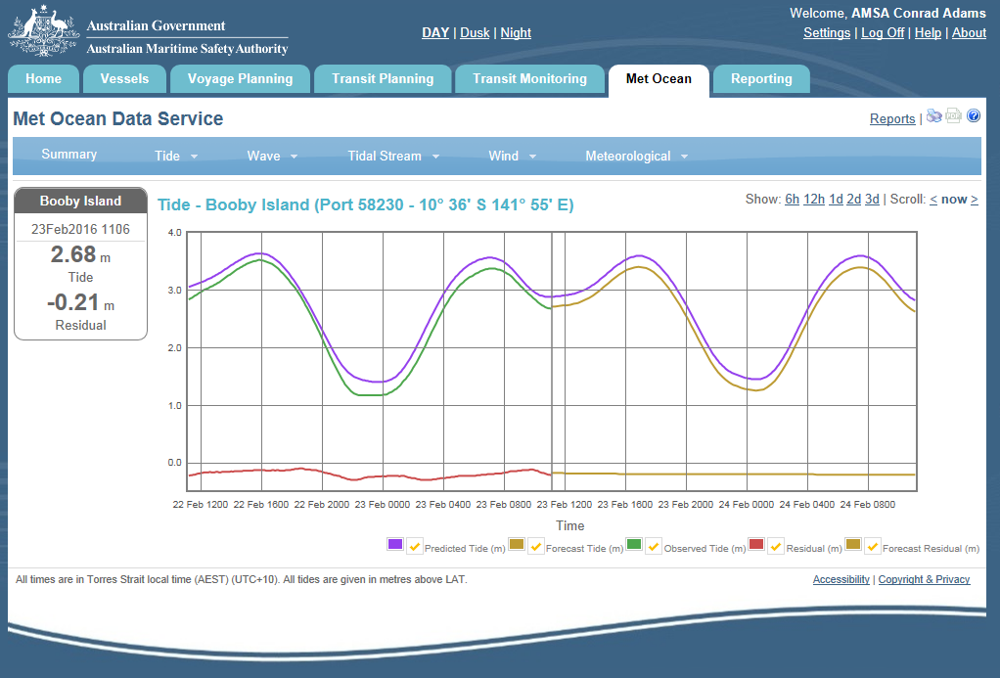 Australian Government
Australian Maritime Safety Authority
DAY | Dusk | Night
Welcome, AMSA Conrad Adams
Settings | Log Off | Help | About
Home Vessels Voyage Planning Transit Planning Transit Monitoring Met Ocean Reporting
Met Ocean Data Service
Reports |
Summary Tide Wave Tidal Stream Wind Meteorological
Booby Island
23Feb2016 1106
2.68 m
Tide
-0.21 m
Residual
Tide - Booby Island (Port 58230 - 10° 36' S 141° 55' E)
Show: 6h 12h 1d 2d 3d | Scroll: < now >
4.0
3.0
2.0
1.0
0.0
22 Feb 1200 22 Feb 1600 22 Feb 2000 23 Feb 0000 23 Feb 0400 23 Feb 0800 23 Feb 1200 23 Feb 1600 23 Feb 2000 24 Feb 0000 24 Feb 0400 24 Feb 0800
Time
Predicted Tide (m) Forecast Tide (m) Observed Tide (m) Residual (m) Forecast Residual (m)
All times are in Torres Strait local time (AEST) (UTC+10). All tides are given in metres above LAT.
Accessibility | Copyright & Privacy